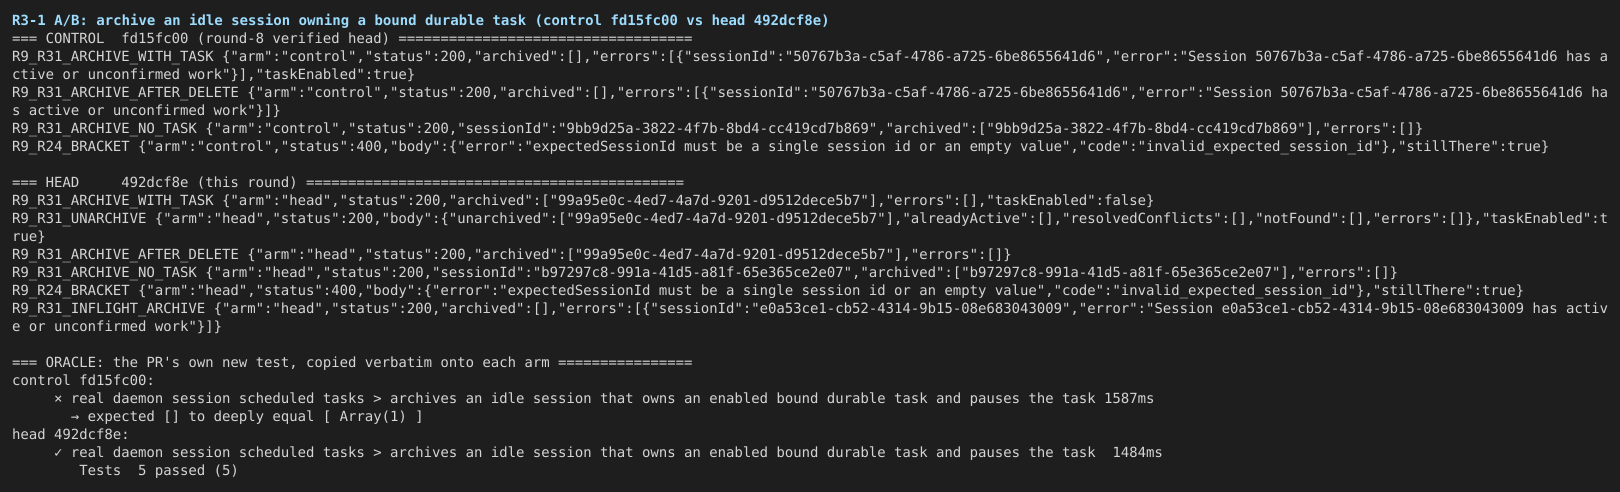 R3-1 A/B: archive an idle session owning a bound durable task (control fd15fc00 vs head 492dcf8e)
=== CONTROL  fd15fc00 (round-8 verified head) ===================================
R9_R31_ARCHIVE_WITH_TASK {"arm":"control","status":200,"archived":[],"errors":[{"sessionId":"50767b3a-c5af-4786-a725-6be8655641d6","error":"Session 50767b3a-c5af-4786-a725-6be8655641d6 has a
ctive or unconfirmed work"}],"taskEnabled":true}
R9_R31_ARCHIVE_AFTER_DELETE {"arm":"control","status":200,"archived":[],"errors":[{"sessionId":"50767b3a-c5af-4786-a725-6be8655641d6","error":"Session 50767b3a-c5af-4786-a725-6be8655641d6 ha
s active or unconfirmed work"}]}
R9_R31_ARCHIVE_NO_TASK {"arm":"control","status":200,"sessionId":"9bb9d25a-3822-4f7b-8bd4-cc419cd7b869","archived":["9bb9d25a-3822-4f7b-8bd4-cc419cd7b869"],"errors":[]}
R9_R24_BRACKET {"arm":"control","status":400,"body":{"error":"expectedSessionId must be a single session id or an empty value","code":"invalid_expected_session_id"},"stillThere":true}
=== HEAD     492dcf8e (this round) =============================================
R9_R31_ARCHIVE_WITH_TASK {"arm":"head","status":200,"archived":["99a95e0c-4ed7-4a7d-9201-d9512dece5b7"],"errors":[],"taskEnabled":false}
R9_R31_UNARCHIVE {"arm":"head","status":200,"body":{"unarchived":["99a95e0c-4ed7-4a7d-9201-d9512dece5b7"],"alreadyActive":[],"resolvedConflicts":[],"notFound":[],"errors":[]},"taskEnabled":t
rue}
R9_R31_ARCHIVE_AFTER_DELETE {"arm":"head","status":200,"archived":["99a95e0c-4ed7-4a7d-9201-d9512dece5b7"],"errors":[]}
R9_R31_ARCHIVE_NO_TASK {"arm":"head","status":200,"sessionId":"b97297c8-991a-41d5-a81f-65e365ce2e07","archived":["b97297c8-991a-41d5-a81f-65e365ce2e07"],"errors":[]}
R9_R24_BRACKET {"arm":"head","status":400,"body":{"error":"expectedSessionId must be a single session id or an empty value","code":"invalid_expected_session_id"},"stillThere":true}
R9_R31_INFLIGHT_ARCHIVE {"arm":"head","status":200,"archived":[],"errors":[{"sessionId":"e0a53ce1-cb52-4314-9b15-08e683043009","error":"Session e0a53ce1-cb52-4314-9b15-08e683043009 has activ
e or unconfirmed work"}]}
=== ORACLE: the PR's own new test, copied verbatim onto each arm ================
control fd15fc00:
     × real daemon session scheduled tasks > archives an idle session that owns an enabled bound durable task and pauses the task 1587ms
       → expected [] to deeply equal [ Array(1) ]
head 492dcf8e:
     ✓ real daemon session scheduled tasks > archives an idle session that owns an enabled bound durable task and pauses the task  1484ms
        Tests  5 passed (5)